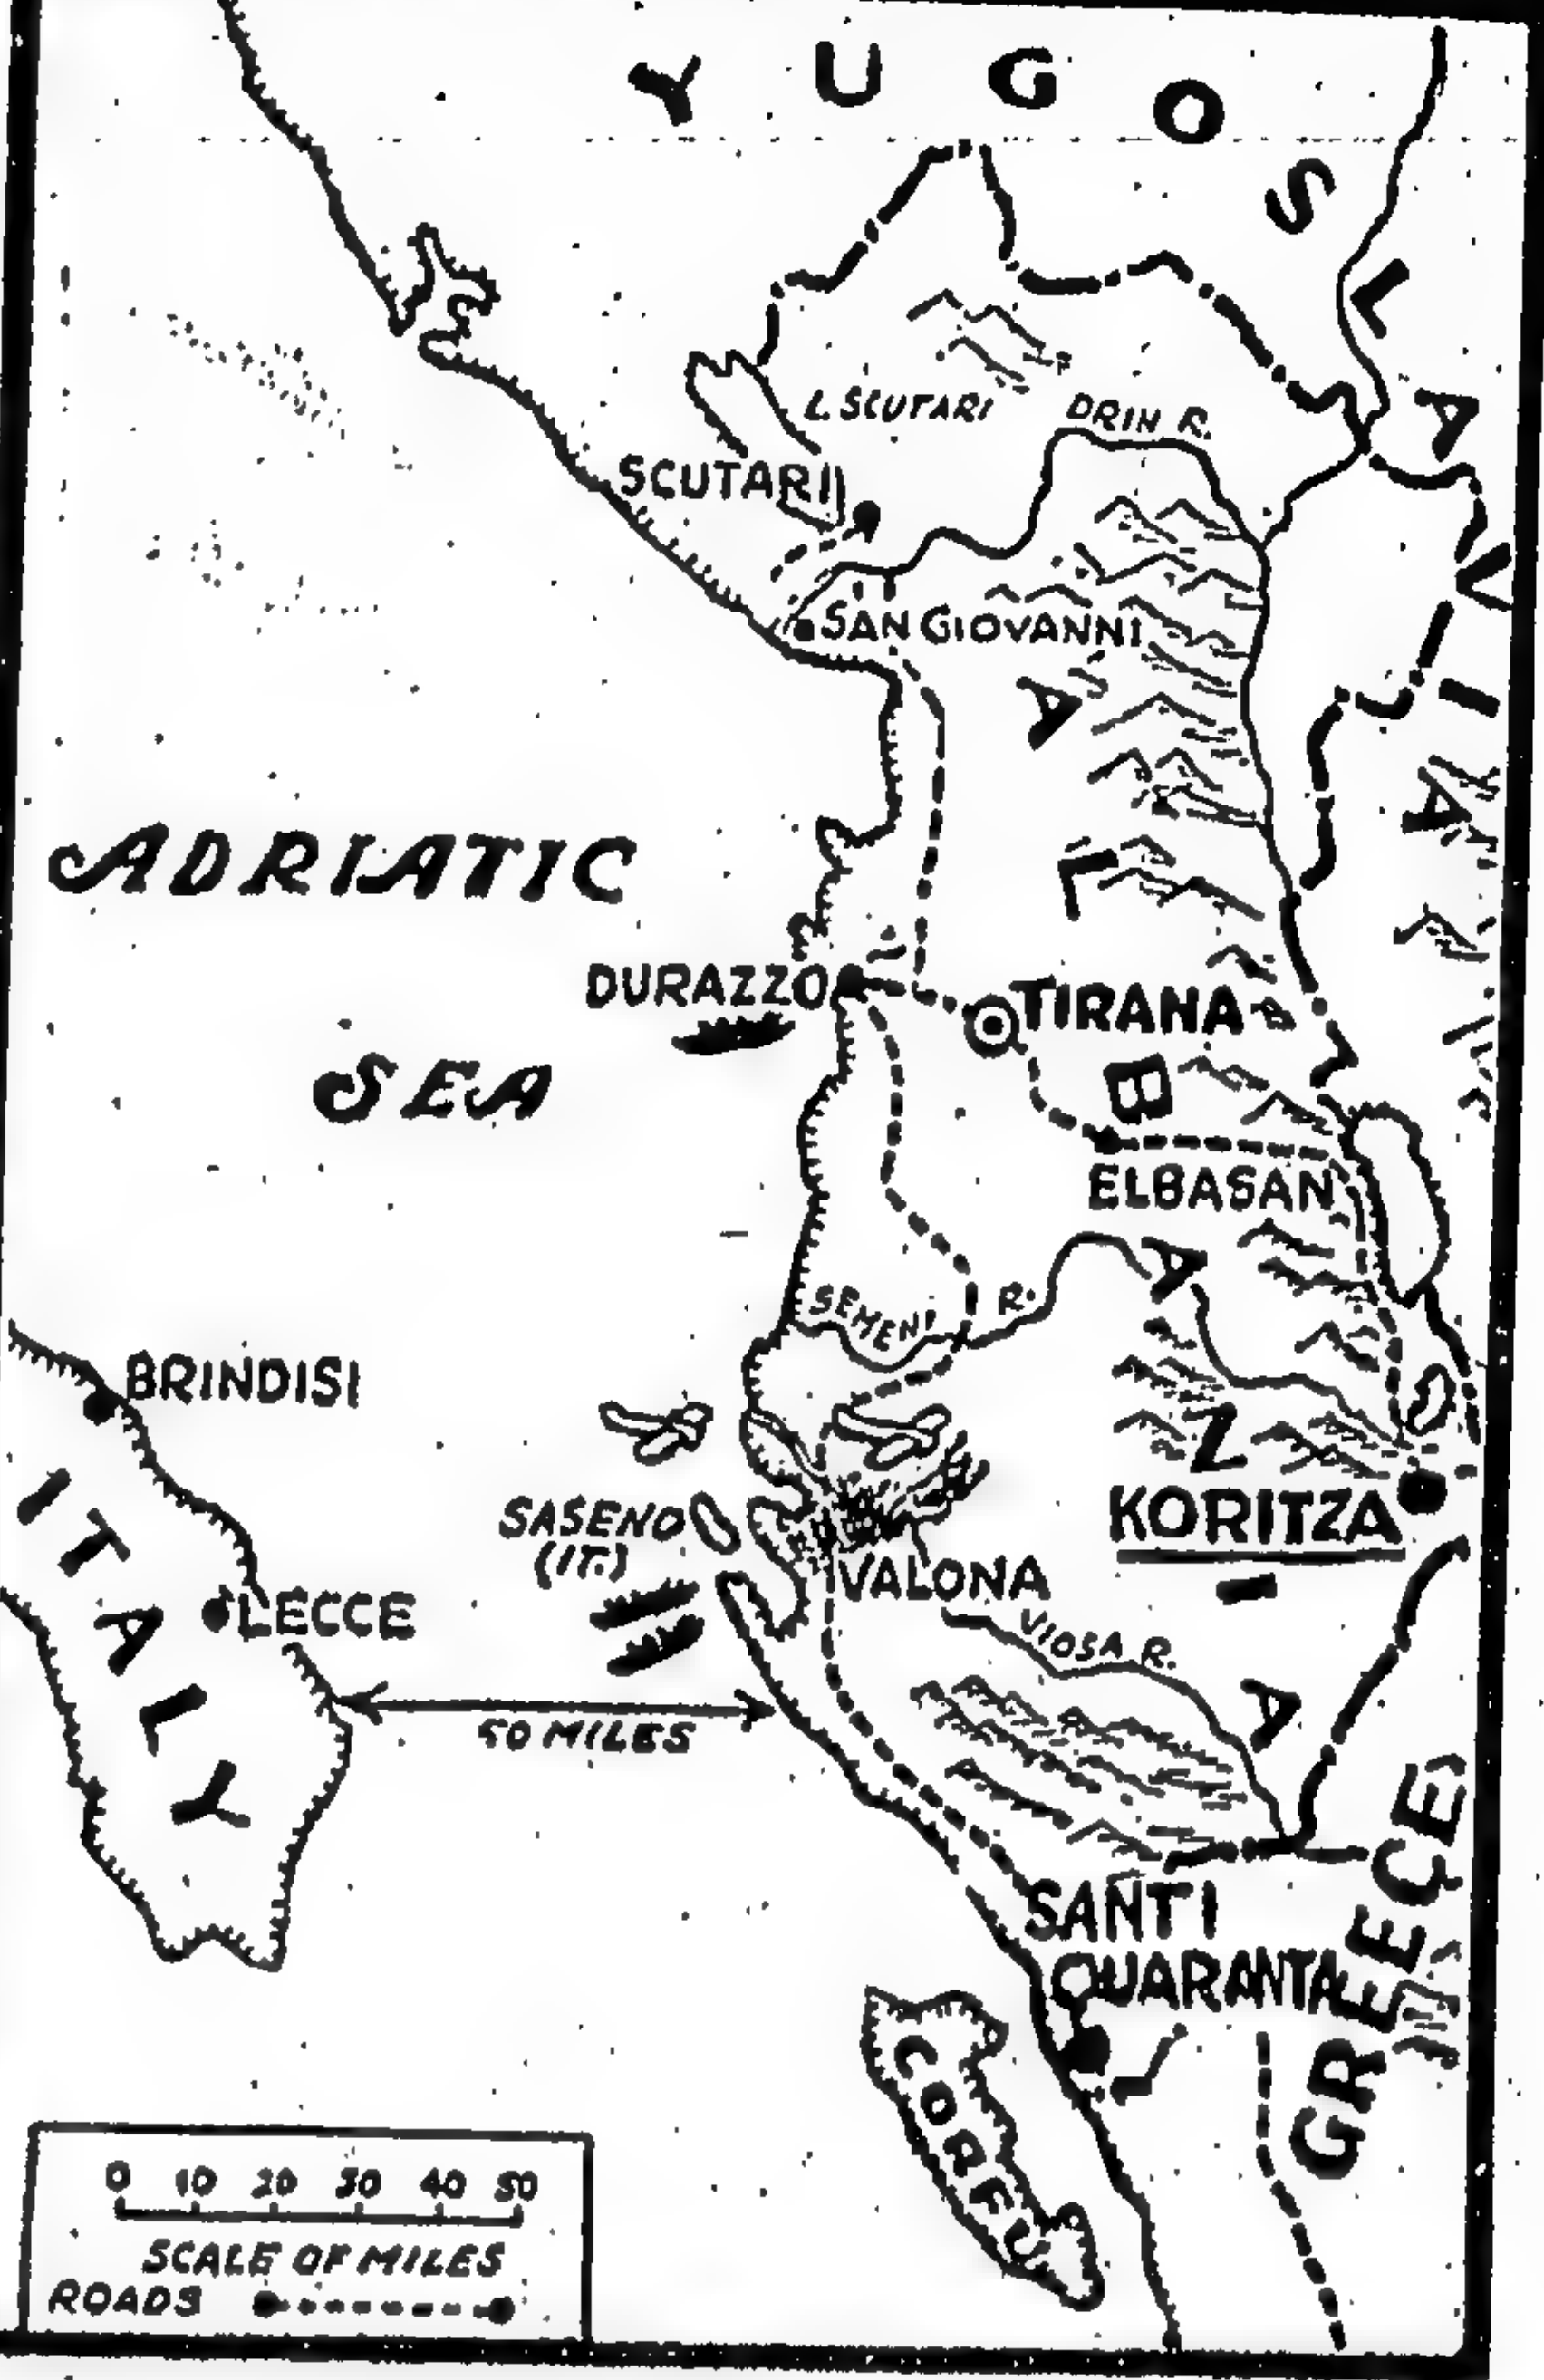 YUGOSLAVIA
L. SCUTARI
DRIN R.
SCUTARI
SAN GIOVANNI
ALBANIA
ADRIATIC
SEA
DURAZZO
TIRANA
ELBASAN
SEMENI R.
BRINDISI
ITALY
SASENO
(IT.)
KORITZA
VALONA
LECCE
VIOSA R.
50 MILES
SANTI
QUARANTA
GREECE
CORFU
0 10 20 30 40 50
SCALE OF MILES
ROADS